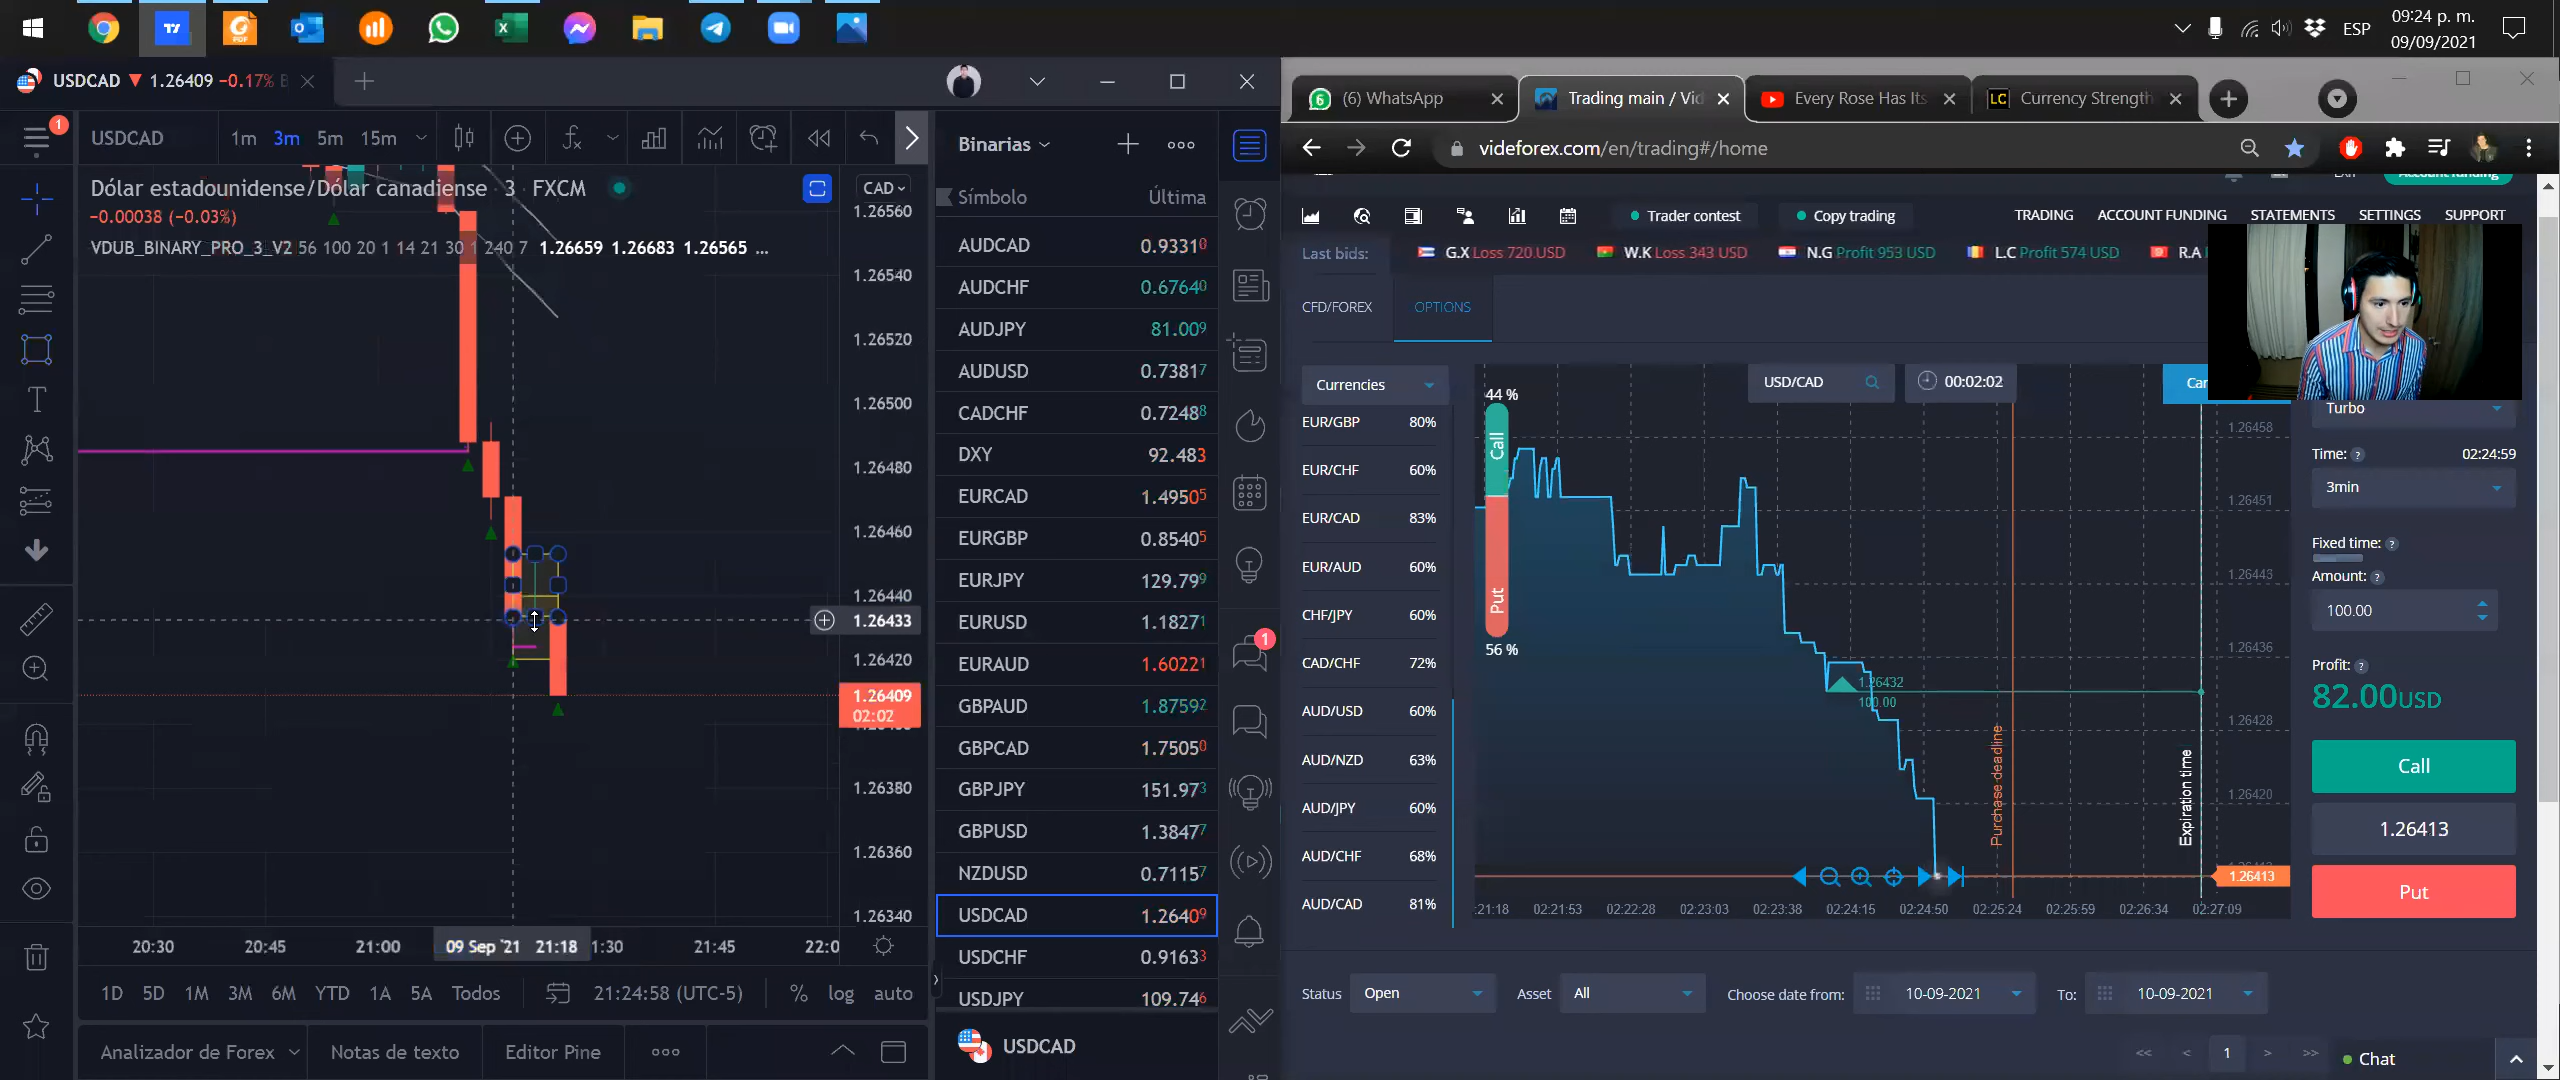 09:24 p. m.
ESP
09/09/2021
USDCAD ▼ 1.26409 -0.17%
(6) WhatsApp
Trading main / Vid
Every Rose Has Its
LC Currency Strength
1
USDCAD 1m 3m 5m 15m
Binarias
videforex.com/en/trading#/home
Dólar estadounidense/Dólar canadiense · 3 · FXCM
CAD
-0.00038 (-0.03%)
VDUB_BINARY_PRO_3_V2 56 100 20 1 14 21 30 1 240 7 1.26659 1.26683 1.26565 ...
1.26560
1.26540
1.26520
1.26500
1.26480
1.26460
1.26440
1.26433
1.26420
1.26409
02:02
1.26380
1.26360
1.26340
20:30 20:45 21:00 09 Sep '21 21:18 1:30 21:45 22:0
1D 5D 1M 3M 6M YTD 1A 5A Todos 21:24:58 (UTC-5) % log auto
Analizador de Forex Notas de texto Editor Pine
Símbolo Última
AUDCAD 0.93310
AUDCHF 0.67640
AUDJPY 81.009
AUDUSD 0.73817
CADCHF 0.72488
DXY 92.483
EURCAD 1.49505
EURGBP 0.85405
EURJPY 129.799
EURUSD 1.18271
EURAUD 1.60221
GBPAUD 1.87592
GBPCAD 1.75050
GBPJPY 151.973
GBPUSD 1.38477
NZDUSD 0.71157
USDCAD 1.26409
USDCHF 0.91633
USDJPY 109.746
USDCAD
1
Trader contest Copy trading
TRADING ACCOUNT FUNDING STATEMENTS SETTINGS SUPPORT
Last bids: G.X Loss 720 USD W.K Loss 343 USD N.G Profit 953 USD L.C Profit 574 USD R.A
CFD/FOREX OPTIONS
Currencies
EUR/GBP 80%
EUR/CHF 60%
EUR/CAD 83%
EUR/AUD 60%
CHF/JPY 60%
CAD/CHF 72%
AUD/USD 60%
AUD/NZD 63%
AUD/JPY 60%
AUD/CHF 68%
AUD/CAD 81%
44 %
Call
Put
56 %
USD/CAD
00:02:02
Can
1.26432
100.00
Purchase deadline
Expiration time
1.26458
1.26451
1.26443
1.26436
1.26428
1.26420
1.26413
:21:18 02:21:53 02:22:28 02:23:03 02:23:38 02:24:15 02:24:50 02:25:24 02:25:59 02:26:34 02:27:09
Turbo
Time: ? 02:24:59
3min
Fixed time: ?
Amount: ?
100.00
Profit: ?
82.00USD
Call
1.26413
Put
Status Open Asset All Choose date from: 10-09-2021 To: 10-09-2021
<< < 1 > >>
Chat